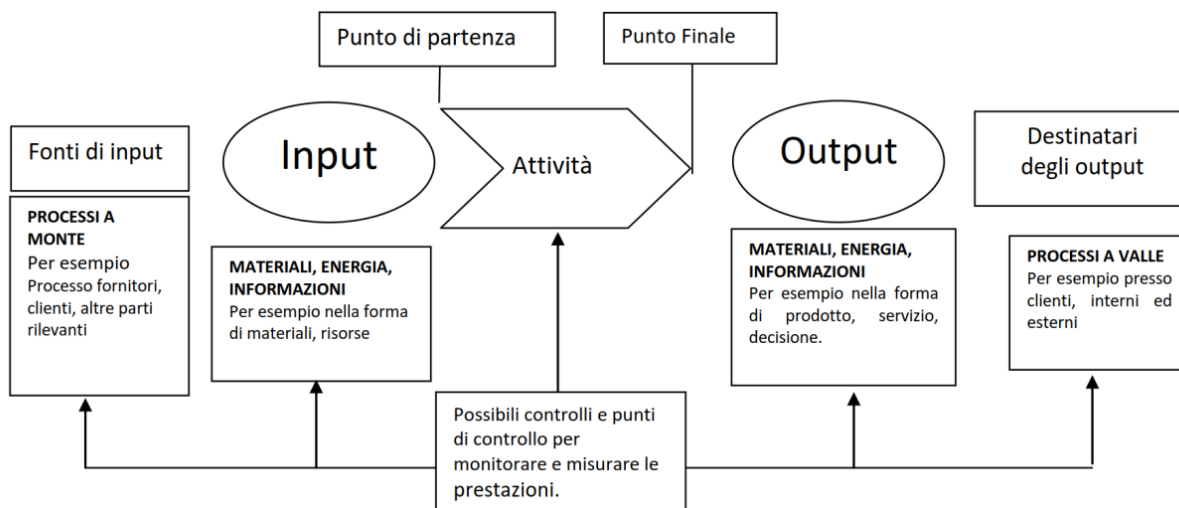 Punto di partenza
Punto Finale
Fonti di input
Input
Attività
Output
Destinatari
degli output
PROCESSI A
MONTE
Per esempio
Processo fornitori,
clienti, altre parti
rilevanti
MATERIALI, ENERGIA,
INFORMAZIONI
Per esempio nella forma
di materiali, risorse
MATERIALI, ENERGIA,
INFORMAZIONI
Per esempio nella forma
di prodotto, servizio,
decisione.
PROCESSI A VALLE
Per esempio presso
clienti, interni ed
esterni
Possibili controlli e punti
di controllo per
monitorare e misurare le
prestazioni.